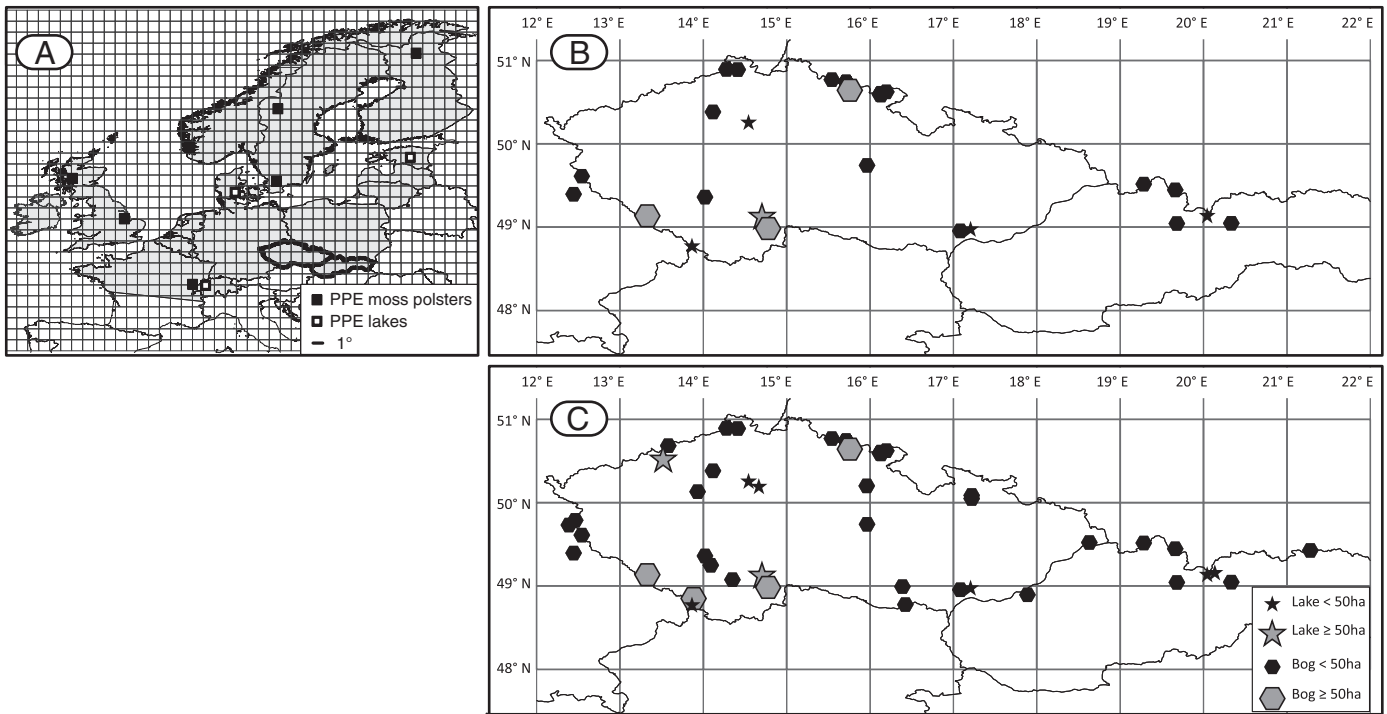 A
PPE moss polsters
PPE lakes
1°
12° E 13° E 14° E 15° E 16° E 17° E 18° E 19° E 20° E 21° E 22° E
B
51° N
50° N
49° N
48° N
12° E 13° E 14° E 15° E 16° E 17° E 18° E 19° E 20° E 21° E 22° E
C
51° N
50° N
49° N
48° N
Lake < 50ha
Lake ≥ 50ha
Bog < 50ha
Bog ≥ 50ha